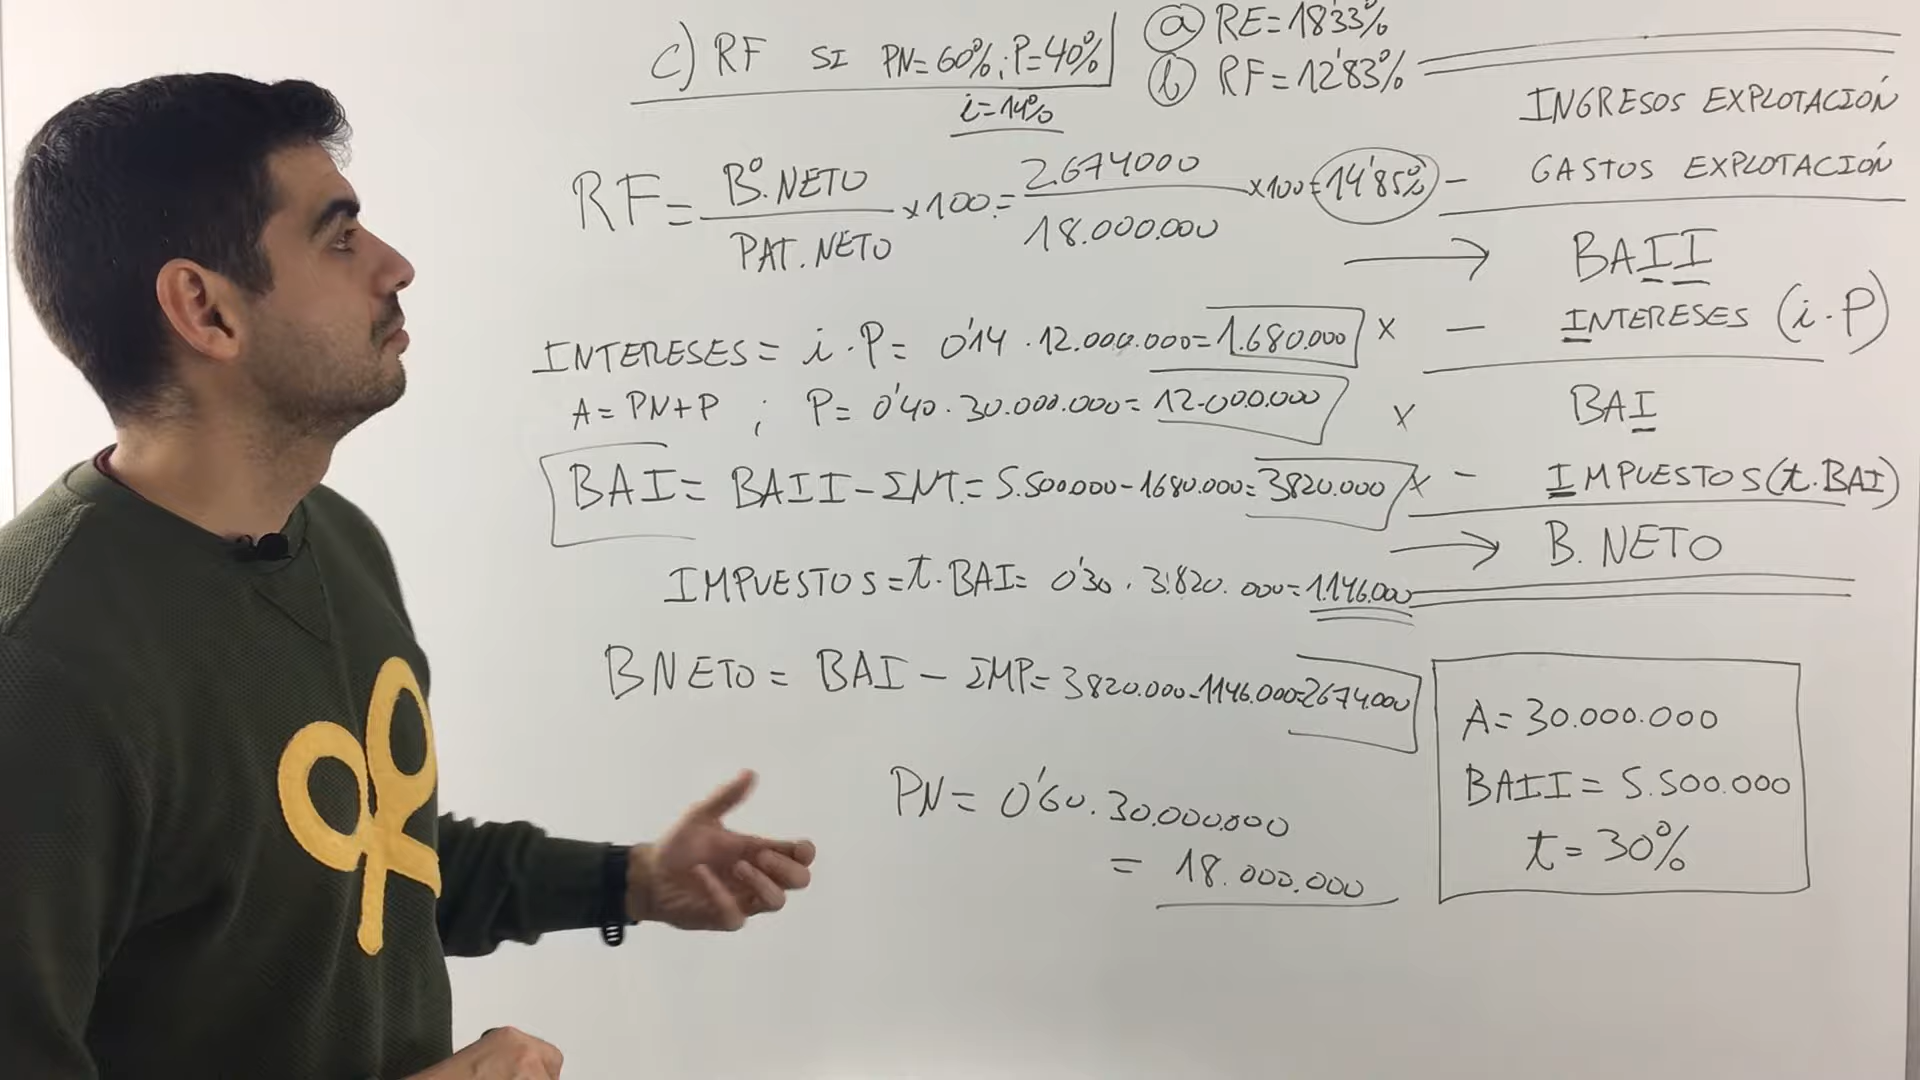 c) RF SI PN=60%; P=40%
i=14%
ⓐ RE=18'33%
ⓑ RF=12'83%
RF= Bº.NETO / PAT.NETO x100= 2.674000 / 18.000.000 x100= 14'85%
INTERESES= i·P= 0'14 · 12.000.000= 1.680.000 x
A= PN+P ; P= 0'40 · 30.000.000= 12.000.000 x
BAI= BAII-INT.= 5.500.000-1680.000= 3820.000 x
IMPUESTOS=t·BAI= 0'30 · 3.820.000= 1.146.000
BNETO= BAI - IMP= 3820.000-1146.000=2674.000
PN= 0'60·30.000.000
= 18.000.000
INGRESOS EXPLOTACIÓN
- GASTOS EXPLOTACIÓN
→ BAII
- INTERESES (i·P)
BAI
- IMPUESTOS(t.BAI)
→ B. NETO
A=30.000.000
BAII= 5.500.000
t= 30%